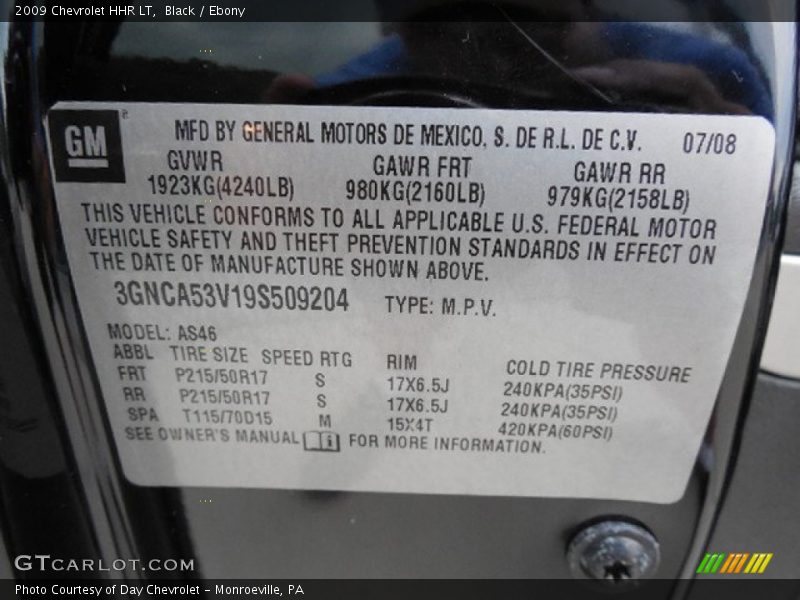 2009 Chevrolet HHR LT, Black / Ebony
GM
MFD BY GENERAL MOTORS DE MEXICO, S. DE R.L. DE C.V. 07/08
GVWR GAWR FRT GAWR RR
1923KG(4240LB) 980KG(2160LB) 979KG(2158LB)
THIS VEHICLE CONFORMS TO ALL APPLICABLE U.S. FEDERAL MOTOR
VEHICLE SAFETY AND THEFT PREVENTION STANDARDS IN EFFECT ON
THE DATE OF MANUFACTURE SHOWN ABOVE.
3GNCA53V19S509204 TYPE: M.P.V.
MODEL: AS46
ABBL TIRE SIZE SPEED RTG RIM COLD TIRE PRESSURE
FRT P215/50R17 S 17X6.5J 240KPA(35PSI)
RR P215/50R17 S 17X6.5J 240KPA(35PSI)
SPA T115/70D15 M 15X4T 420KPA(60PSI)
SEE OWNER'S MANUAL i FOR MORE INFORMATION.
GTCARLOT.COM
Photo Courtesy of Day Chevrolet - Monroeville, PA